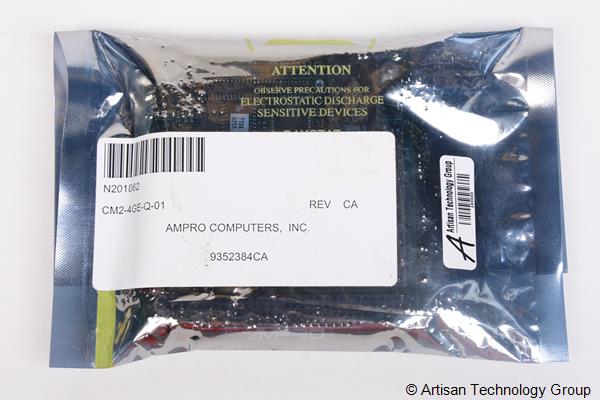 ATTENTION
OBSERVE PRECAUTIONS FOR
ELECTROSTATIC DISCHARGE
SENSITIVE DEVICES
N201862
CM2-4GE-Q-01 REV CA
AMPRO COMPUTERS, INC.
9352384CA
A Artisan Technology Group
© Artisan Technology Group